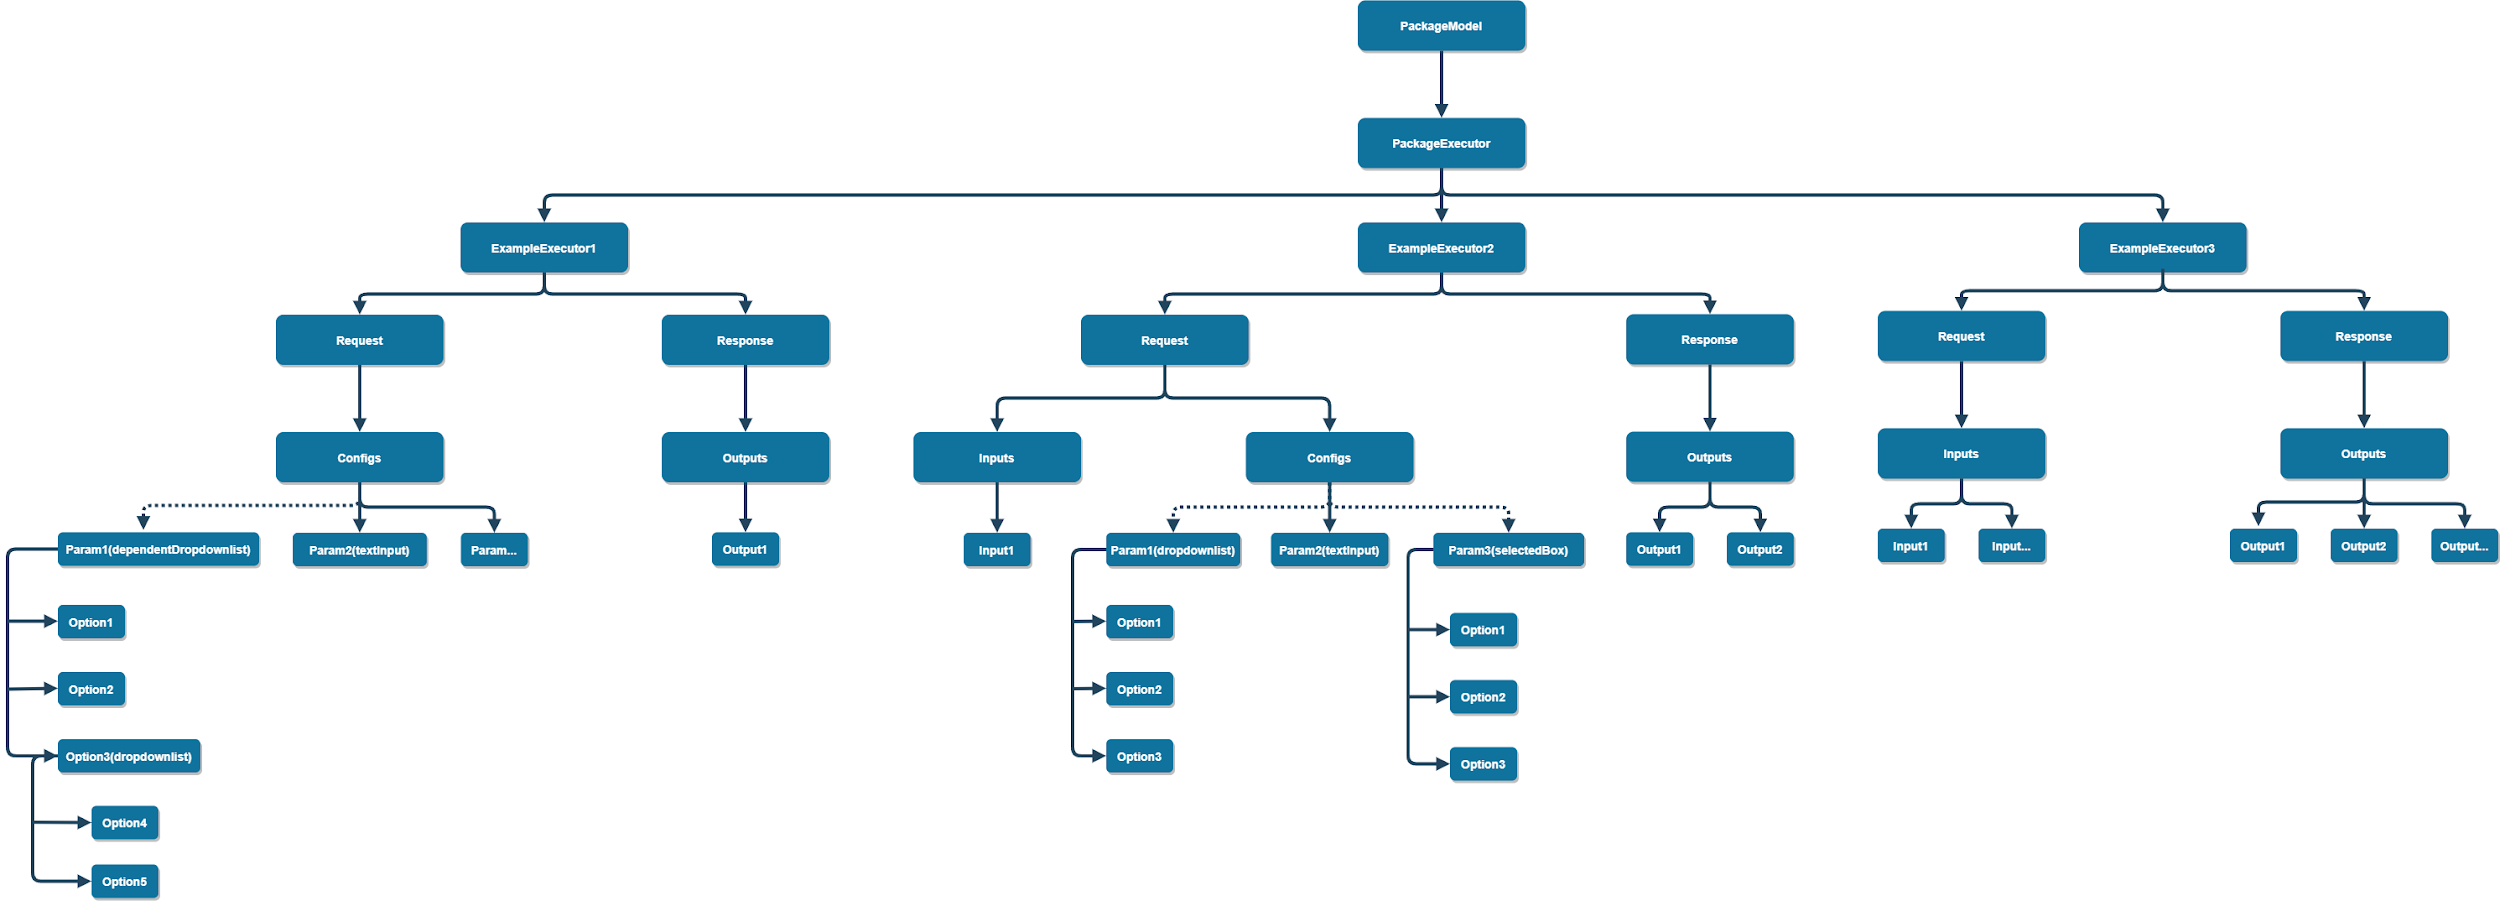 PackageModel
PackageExecutor
ExampleExecutor1
ExampleExecutor2
ExampleExecutor3
Request
Response
Request
Response
Request
Response
Configs
Outputs
Inputs
Configs
Outputs
Inputs
Outputs
Param1(dependentDropdownlist)
Param2(textInput)
Param...
Output1
Input1
Param1(dropdownlist)
Param2(textInput)
Param3(selectedBox)
Output1
Output2
Input1
Input...
Output1
Output2
Output...
Option1
Option2
Option3(dropdownlist)
Option4
Option5
Option1
Option2
Option3
Option1
Option2
Option3